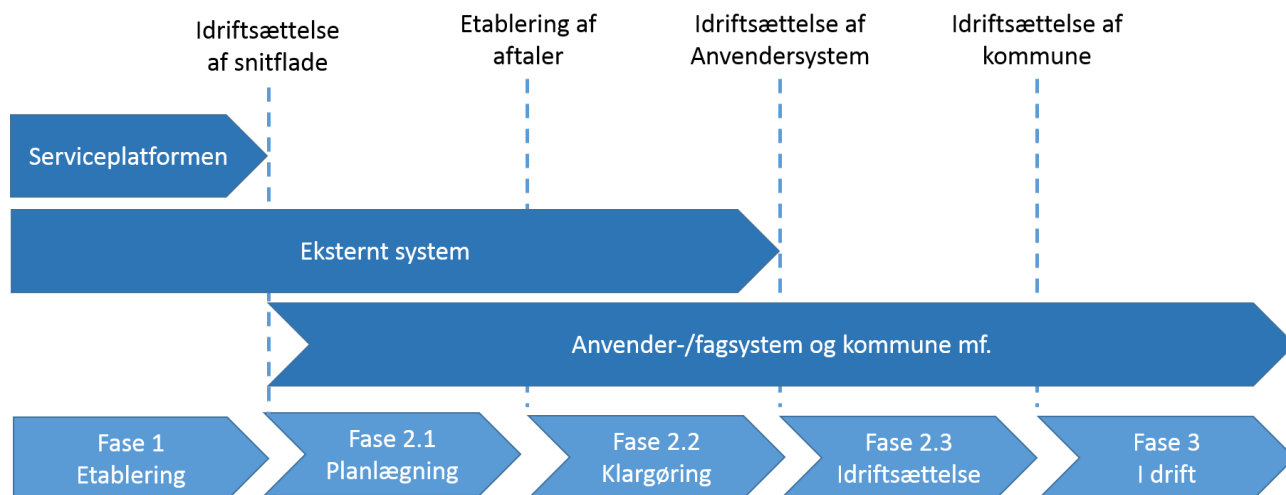 Idriftsættelse
af snitflade
Etablering af
aftaler
Idriftsættelse af
Anvendersystem
Idriftsættelse af
kommune
Serviceplatformen
Eksternt system
Anvender-/fagsystem og kommune mf.
Fase 1
Etablering
Fase 2.1
Planlægning
Fase 2.2
Klargøring
Fase 2.3
Idriftsættelse
Fase 3
I drift